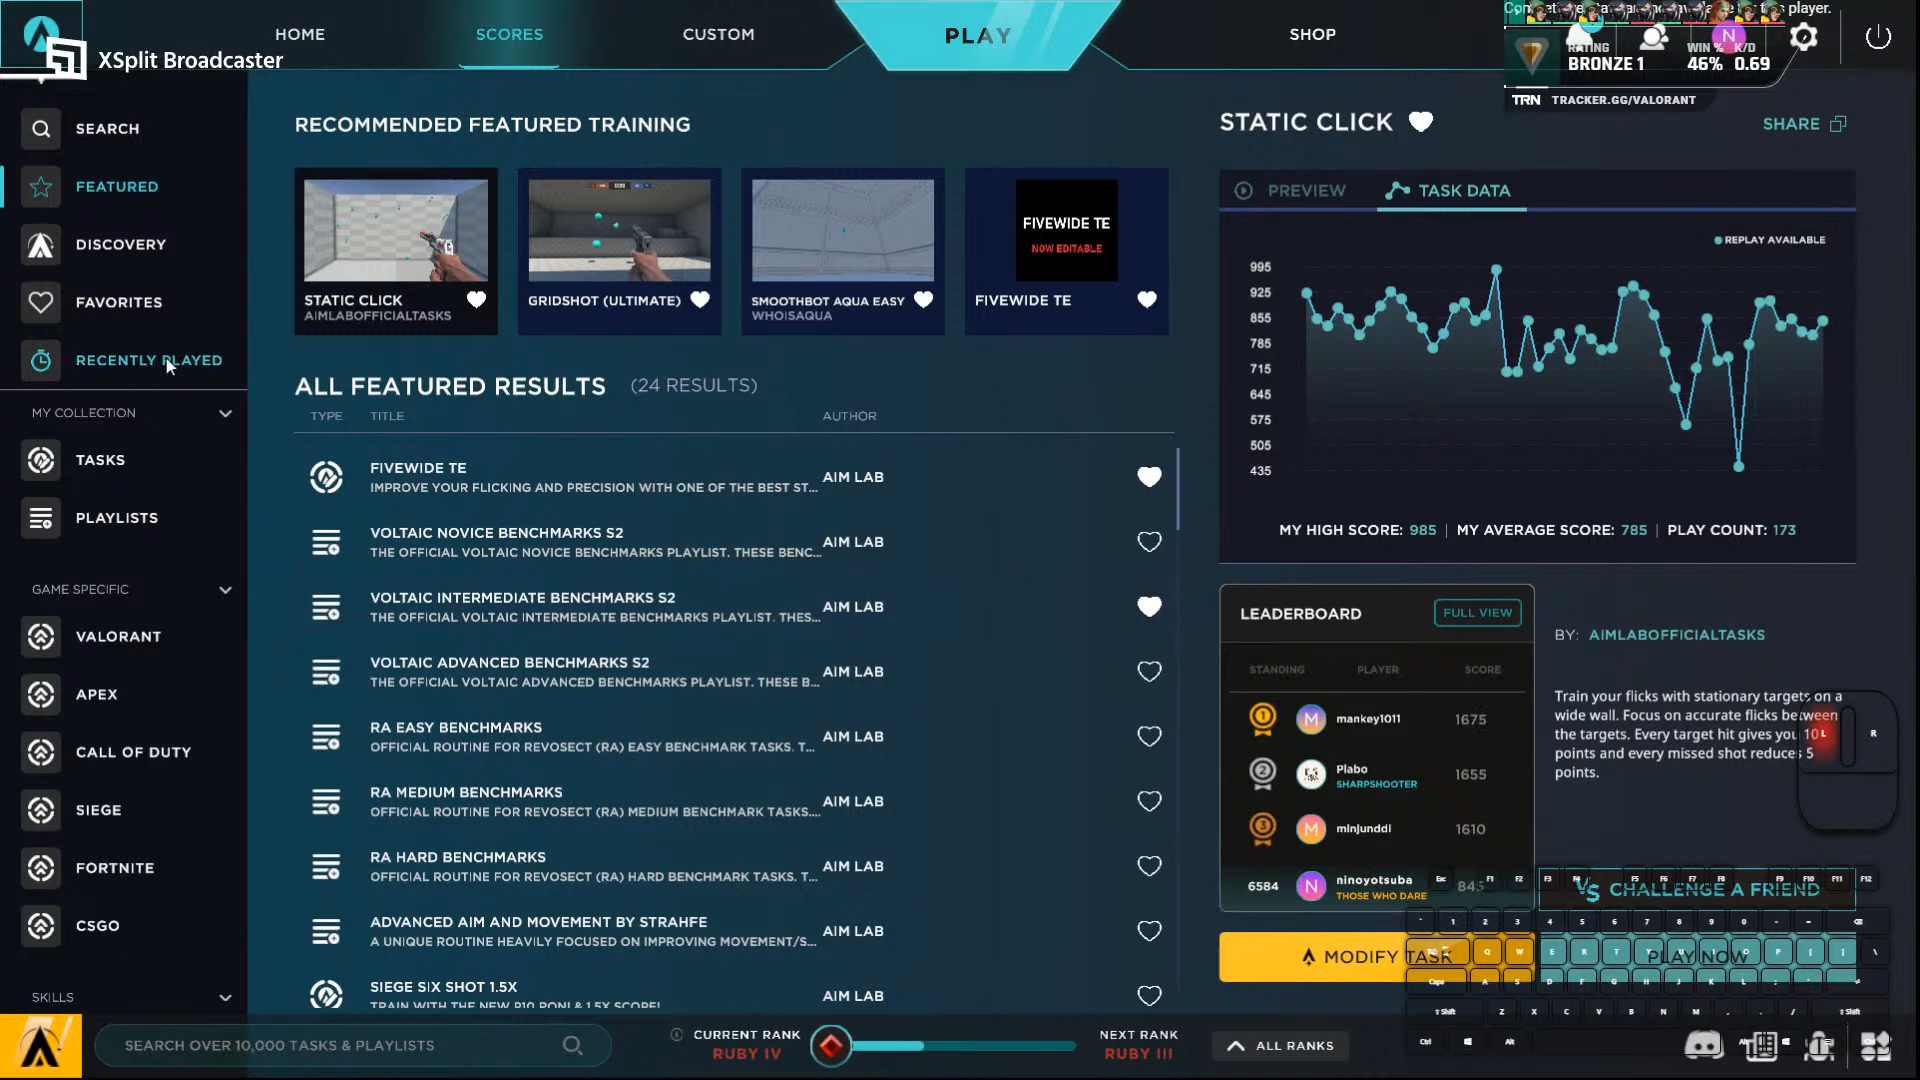 HOME
SCORES
CUSTOM
PLAY
SHOP
XSplit Broadcaster
RATING
BRONZE 1
WIN %
46%
K/D
0.69
TRN TRACKER.GG/VALORANT
SEARCH
FEATURED
DISCOVERY
FAVORITES
RECENTLY PLAYED
MY COLLECTION
TASKS
PLAYLISTS
GAME SPECIFIC
VALORANT
APEX
CALL OF DUTY
SIEGE
FORTNITE
CSGO
SKILLS
RECOMMENDED FEATURED TRAINING
STATIC CLICK
AIMLABOFFICIALTASKS
GRIDSHOT (ULTIMATE)
SMOOTHBOT AQUA EASY
WHOISAQUA
FIVEWIDE TE
NOW EDITABLE
FIVEWIDE TE
ALL FEATURED RESULTS (24 RESULTS)
TYPE TITLE AUTHOR
FIVEWIDE TE
IMPROVE YOUR FLICKING AND PRECISION WITH ONE OF THE BEST ST...
AIM LAB
VOLTAIC NOVICE BENCHMARKS S2
THE OFFICIAL VOLTAIC NOVICE BENCHMARKS PLAYLIST. THESE BENC...
AIM LAB
VOLTAIC INTERMEDIATE BENCHMARKS S2
THE OFFICIAL VOLTAIC INTERMEDIATE BENCHMARKS PLAYLIST. THES...
AIM LAB
VOLTAIC ADVANCED BENCHMARKS S2
THE OFFICIAL VOLTAIC ADVANCED BENCHMARKS PLAYLIST. THESE B...
AIM LAB
RA EASY BENCHMARKS
OFFICIAL ROUTINE FOR REVOSECT (RA) EASY BENCHMARK TASKS. T...
AIM LAB
RA MEDIUM BENCHMARKS
OFFICIAL ROUTINE FOR REVOSECT (RA) MEDIUM BENCHMARK TASKS....
AIM LAB
RA HARD BENCHMARKS
OFFICIAL ROUTINE FOR REVOSECT (RA) HARD BENCHMARK TASKS. T...
AIM LAB
ADVANCED AIM AND MOVEMENT BY STRAHFE
A UNIQUE ROUTINE HEAVILY FOCUSED ON IMPROVING MOVEMENT/S...
AIM LAB
SIEGE SIX SHOT 1.5X
TRAIN WITH THE NEW P10 RONI & 1.5X SCOPE!
AIM LAB
STATIC CLICK
SHARE
PREVIEW
TASK DATA
REPLAY AVAILABLE
995
925
855
785
715
645
575
505
435
MY HIGH SCORE: 985 | MY AVERAGE SCORE: 785 | PLAY COUNT: 173
LEADERBOARD
FULL VIEW
STANDING PLAYER SCORE
1 M mankey1011 1675
2 Plabo 1655
SHARPSHOOTER
3 M minjunddi 1610
6584 N ninoyotsuba 845
THOSE WHO DARE
BY: AIMLABOFFICIALTASKS
Train your flicks with stationary targets on a
wide wall. Focus on accurate flicks between
the targets. Every target hit gives you 10
points and every missed shot reduces 5
points.
L R
VS CHALLENGE A FRIEND
MODIFY TASK
PLAY NOW
SEARCH OVER 10,000 TASKS & PLAYLISTS
CURRENT RANK
RUBY IV
NEXT RANK
RUBY III
ALL RANKS